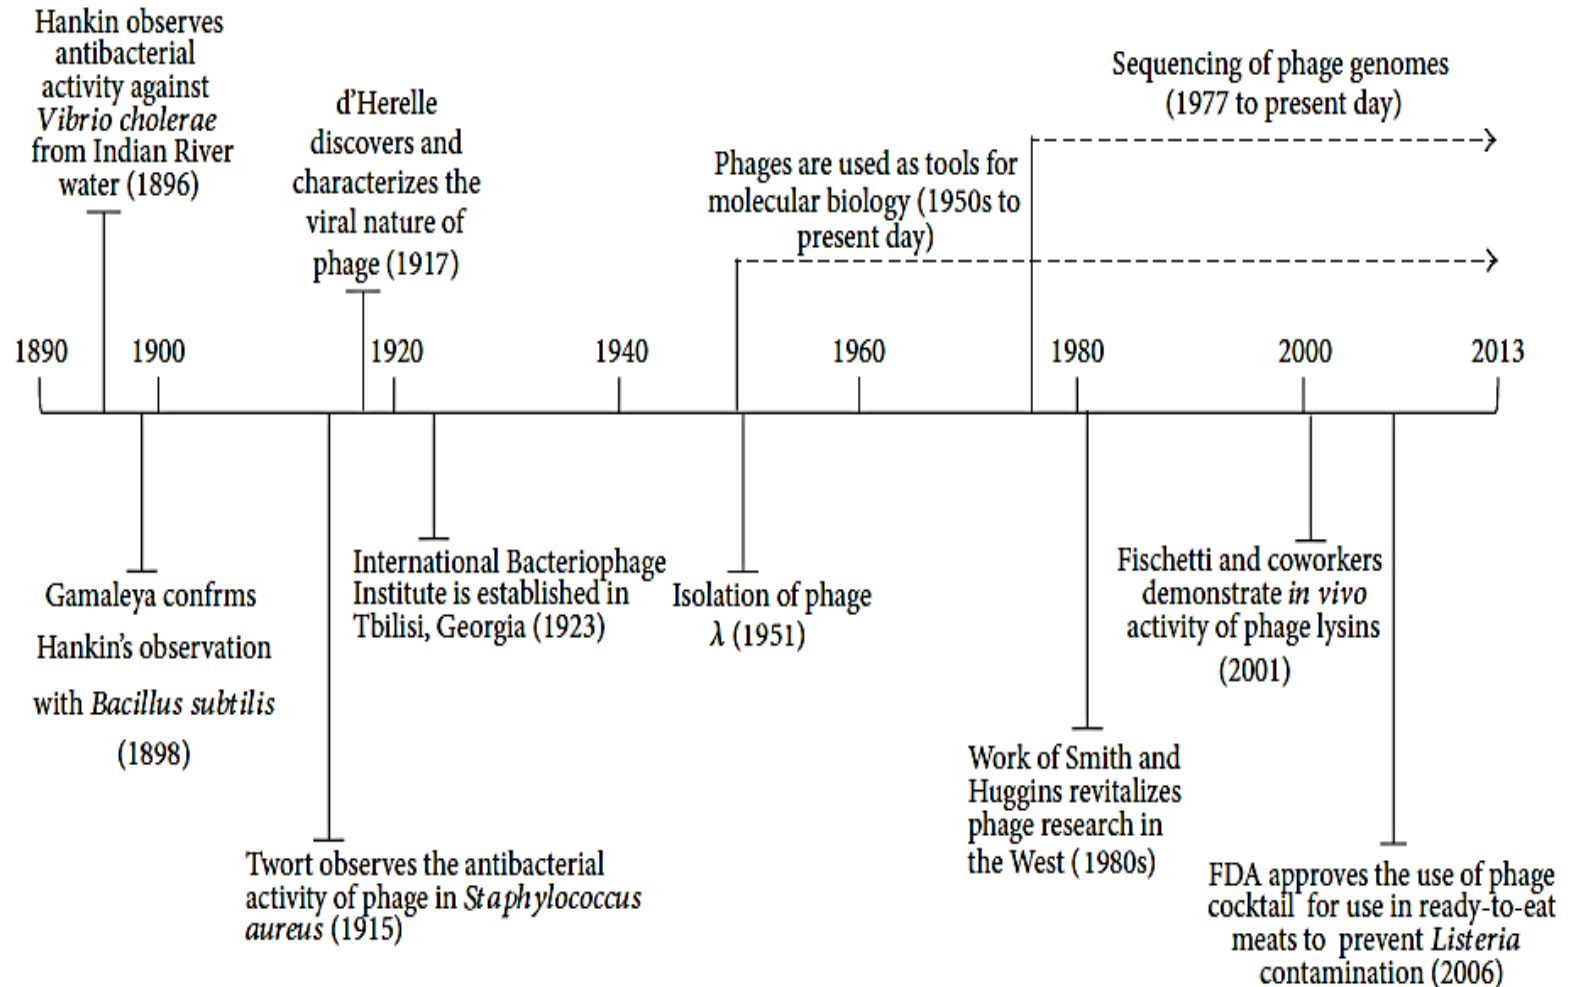 Hankin observes
antibacterial
activity against
Vibrio cholerae
from Indian River
water (1896)
d’Herelle
discovers and
characterizes the
viral nature of
phage (1917)
Phages are used as tools for
molecular biology (1950s to
present day)
Sequencing of phage genomes
(1977 to present day)
1890 1900 1920 1940 1960 1980 2000 2013
Gamaleya confrms
Hankin’s observation
with Bacillus subtilis
(1898)
Twort observes the antibacterial
activity of phage in Staphylococcus
aureus (1915)
International Bacteriophage
Institute is established in
Tbilisi, Georgia (1923)
Isolation of phage
λ (1951)
Work of Smith and
Huggins revitalizes
phage research in
the West (1980s)
Fischetti and coworkers
demonstrate in vivo
activity of phage lysins
(2001)
FDA approves the use of phage
cocktail for use in ready-to-eat
meats to prevent Listeria
contamination (2006)